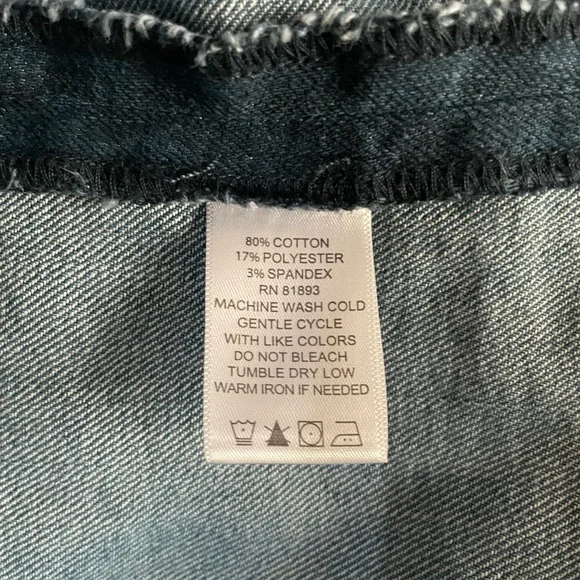 80% COTTON
17% POLYESTER
3% SPANDEX
RN 81893
MACHINE WASH COLD
GENTLE CYCLE
WITH LIKE COLORS
DO NOT BLEACH
TUMBLE DRY LOW
WARM IRON IF NEEDED